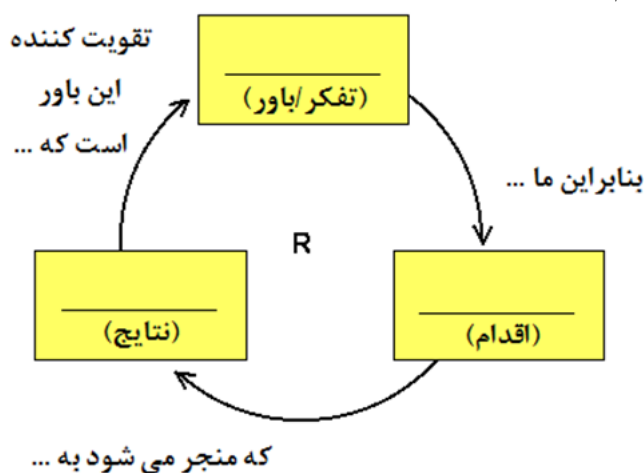 تقویت کننده
این باور
است که ...
(تفکر/باور)
بنابراین ما ...
R
(نتایج)
(اقدام)
که منجر می شود به ...